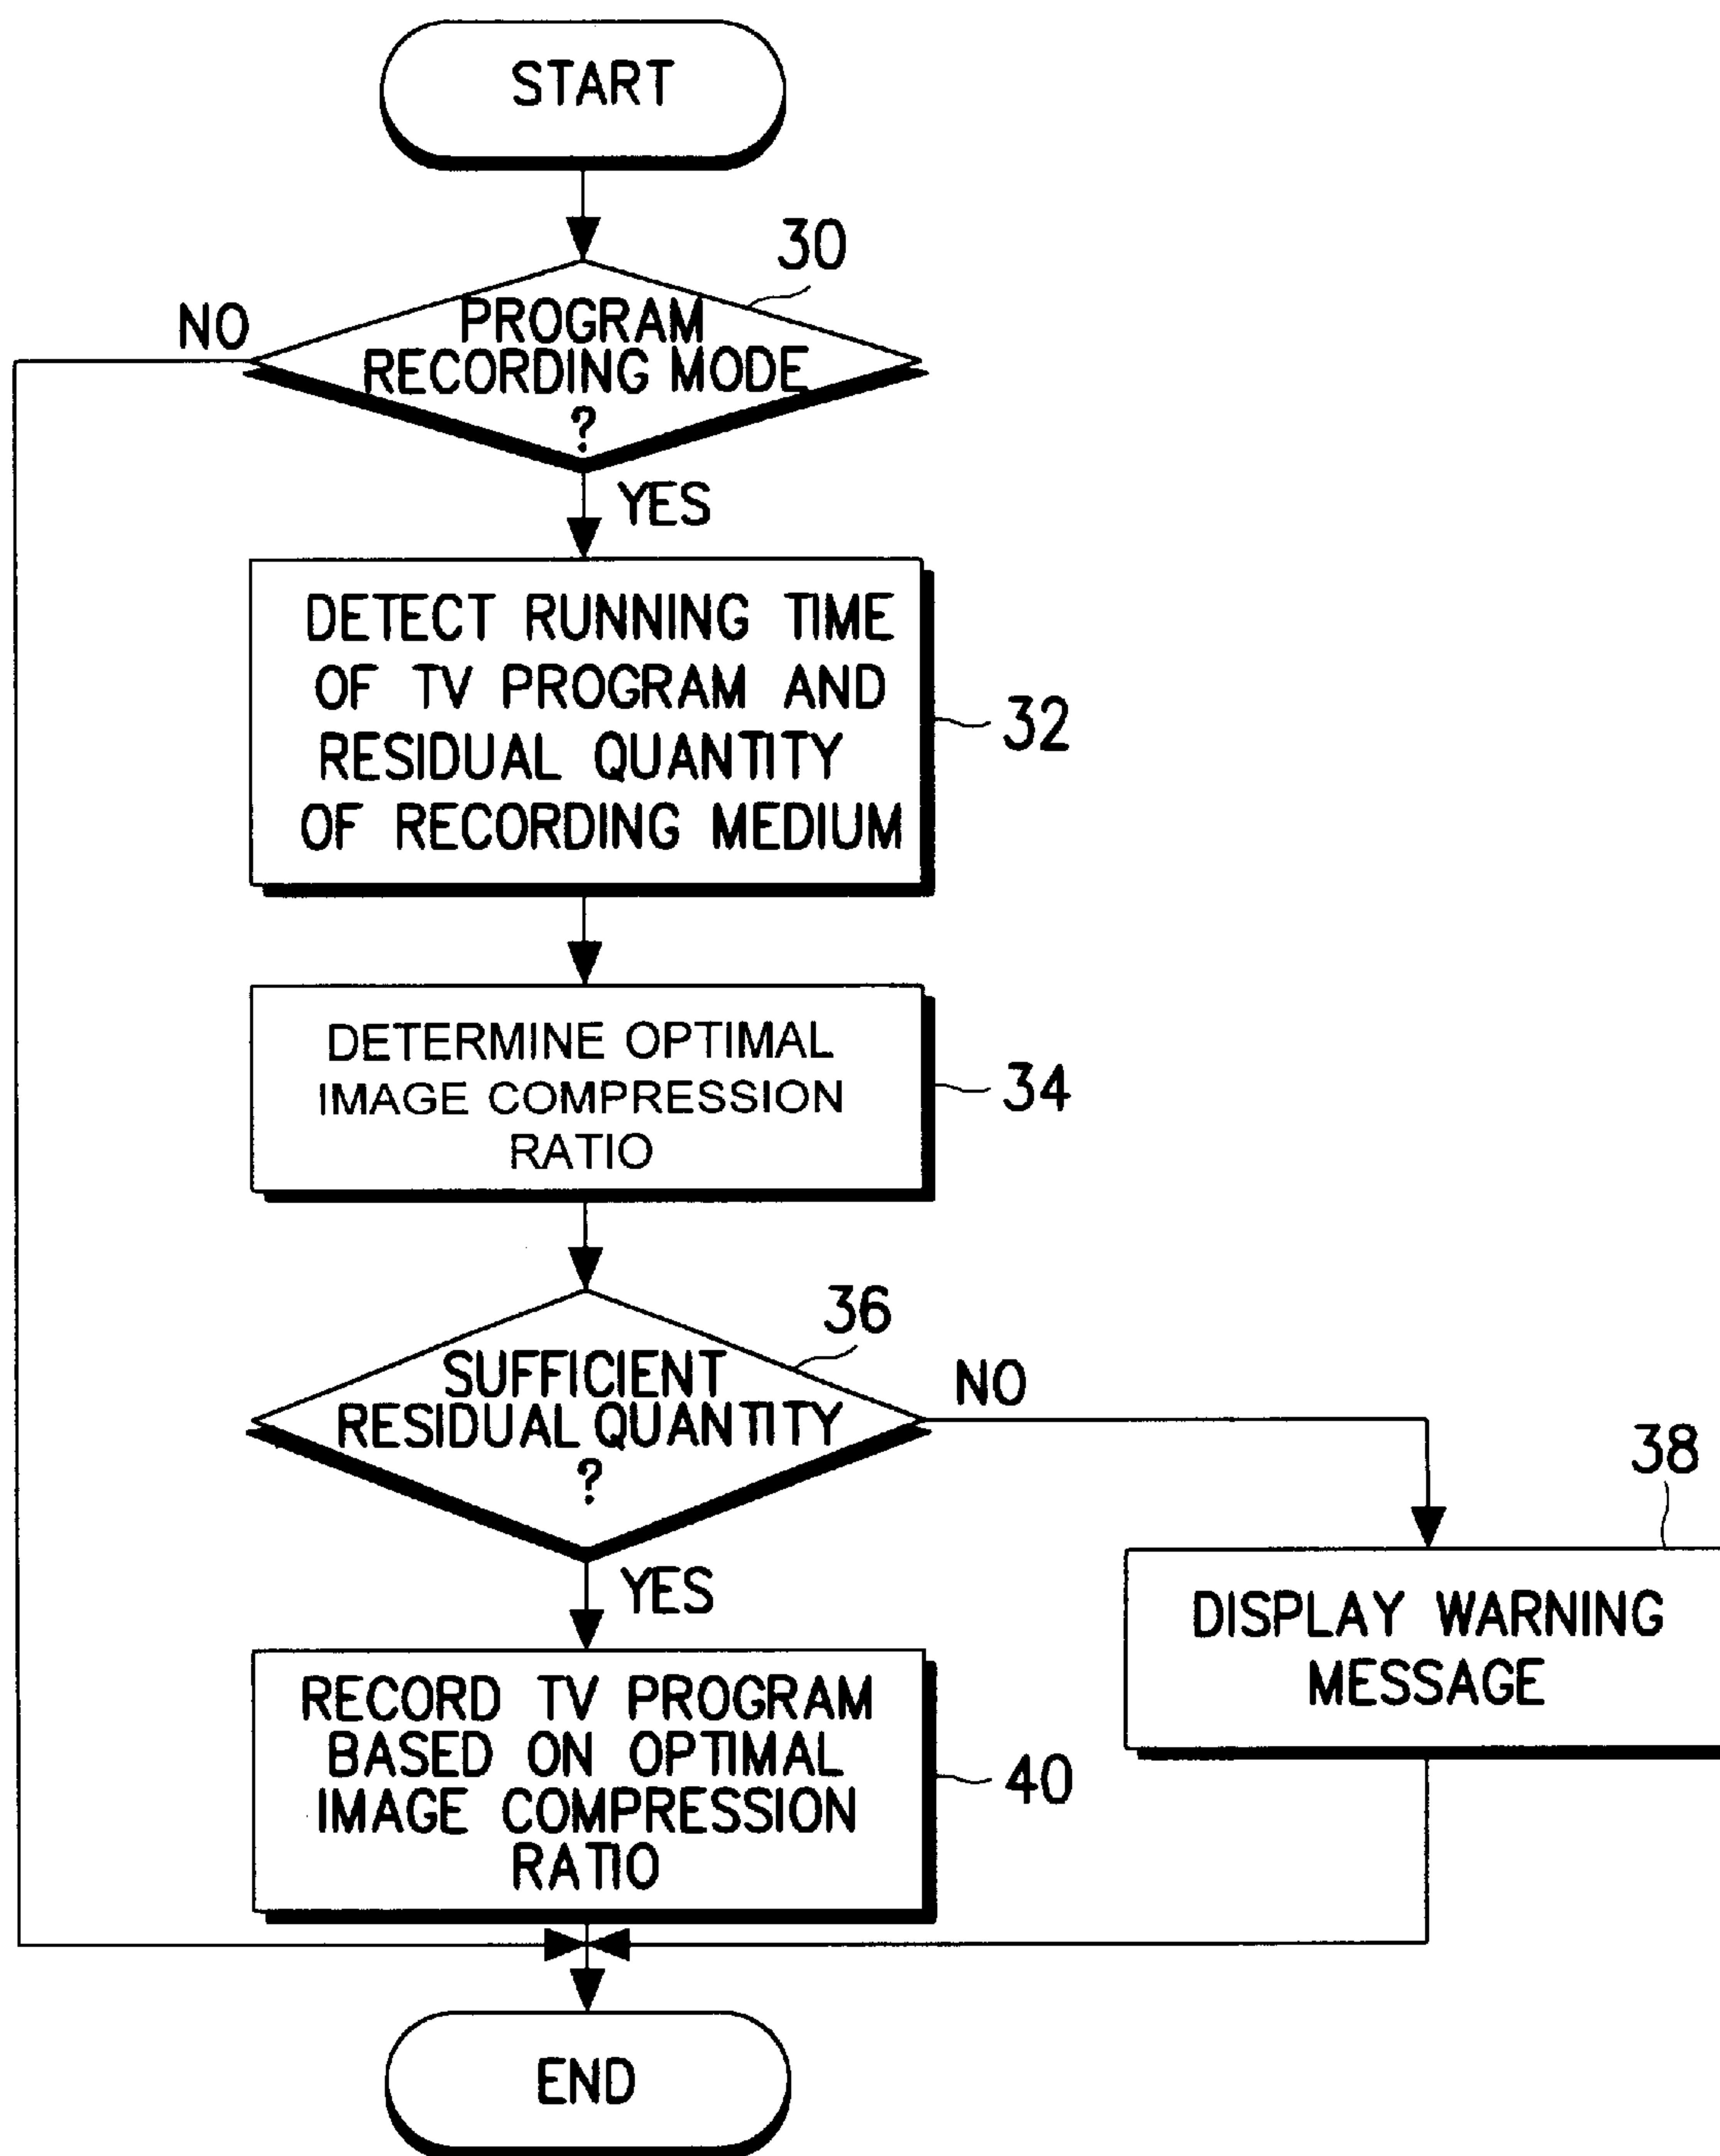 START
30
NO
PROGRAM
RECORDING MODE
?
YES
DETECT RUNNING TIME
OF TV PROGRAM AND
RESIDUAL QUANTITY
OF RECORDING MEDIUM
32
DETERMINE OPTIMAL
IMAGE COMPRESSION
RATIO
34
36
SUFFICIENT
RESIDUAL QUANTITY
?
NO
38
YES
DISPLAY WARNING
MESSAGE
RECORD TV PROGRAM
BASED ON OPTIMAL
IMAGE COMPRESSION
RATIO
40
END